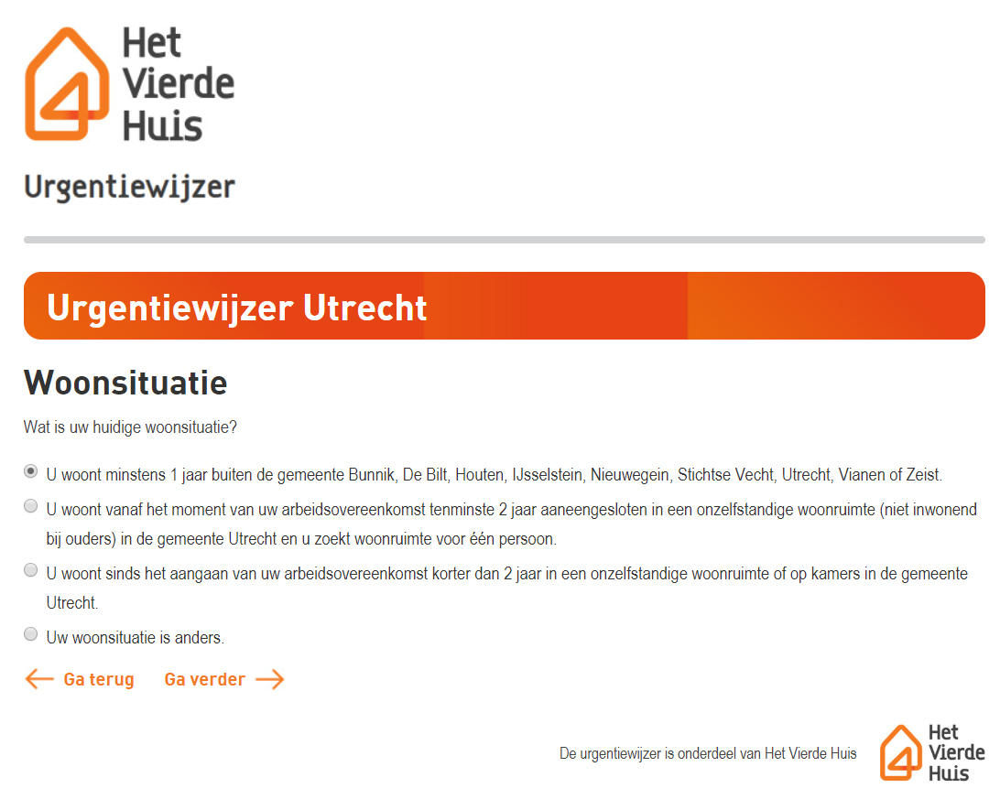 Het
Vierde
Huis
Urgentiewijzer
Urgentiewijzer Utrecht
Woonsituatie
Wat is uw huidige woonsituatie?
U woont minstens 1 jaar buiten de gemeente Bunnik, De Bilt, Houten, IJsselstein, Nieuwegein, Stichtse Vecht, Utrecht, Vianen of Zeist.
U woont vanaf het moment van uw arbeidsovereenkomst tenminste 2 jaar aaneengesloten in een onzelfstandige woonruimte (niet inwonend
bij ouders) in de gemeente Utrecht en u zoekt woonruimte voor één persoon.
U woont sinds het aangaan van uw arbeidsovereenkomst korter dan 2 jaar in een onzelfstandige woonruimte of op kamers in de gemeente
Utrecht.
Uw woonsituatie is anders.
Ga terug Ga verder
De urgentiewijzer is onderdeel van Het Vierde Huis
Het
Vierde
Huis